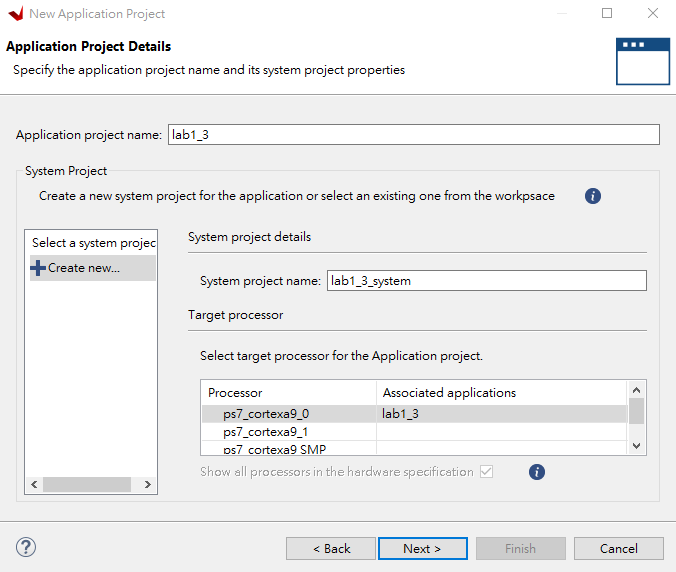 New Application Project
Application Project Details
Specify the application project name and its system project properties
Application project name: lab1_3
System Project
Create a new system project for the application or select an existing one from the workpsace
Select a system projec
Create new...
System project details
System project name: lab1_3_system
Target processor
Select target processor for the Application project.
Processor Associated applications
ps7_cortexa9_0 lab1_3
ps7_cortexa9_1
ps7_cortexa9 SMP
Show all processors in the hardware specification
< Back Next > Finish Cancel